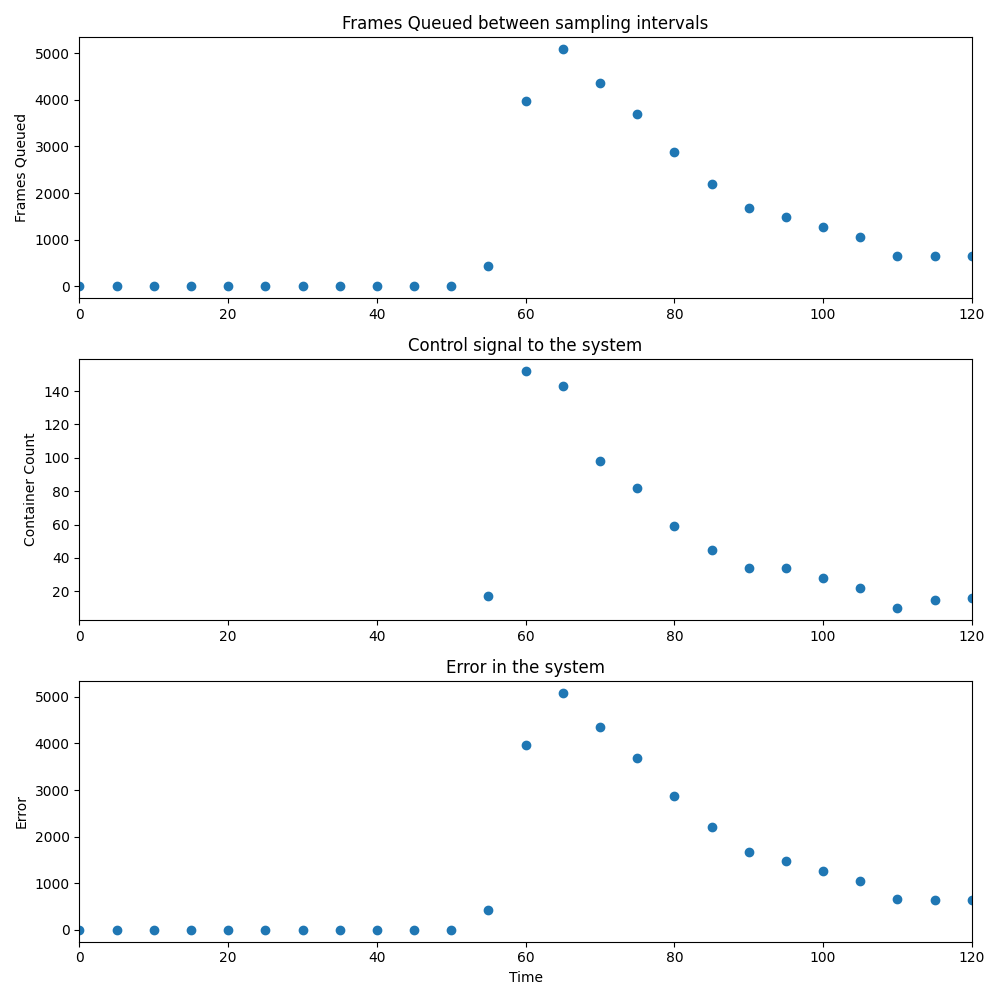 Frames Queued between sampling intervals
Frames Queued
5000
4000
3000
2000
1000
0
0 20 40 60 80 100 120
Control signal to the system
Container Count
140
120
100
80
60
40
20
0 20 40 60 80 100 120
Error in the system
Error
5000
4000
3000
2000
1000
0
0 20 40 60 80 100 120
Time